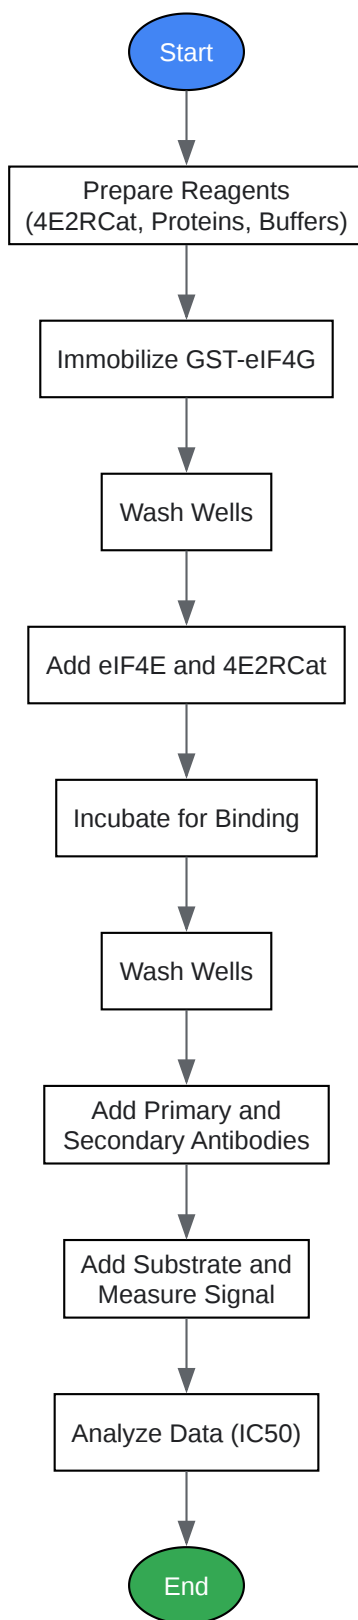 Start
Prepare Reagents
(4E2RCat, Proteins, Buffers)
Immobilize GST-eIF4G
Wash Wells
Add eIF4E and 4E2RCat
Incubate for Binding
Wash Wells
Add Primary and
Secondary Antibodies
Add Substrate and
Measure Signal
Analyze Data (IC50)
End